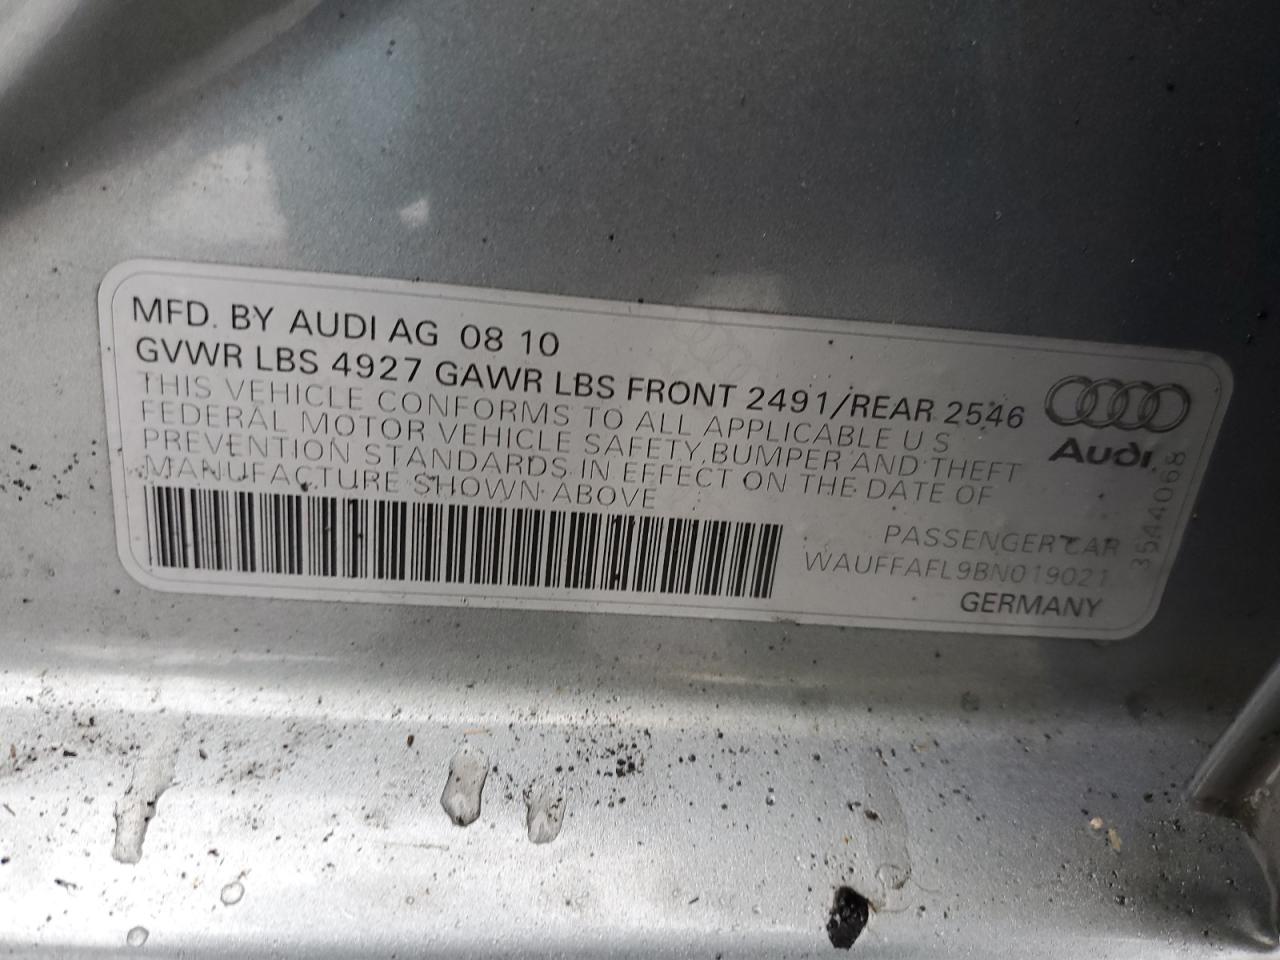 MFD. BY AUDI AG 08 10
GVWR LBS 4927 GAWR LBS FRONT 2491/REAR 2546
THIS VEHICLE CONFORMS TO ALL APPLICABLE U S
FEDERAL MOTOR VEHICLE SAFETY, BUMPER AND THEFT
PREVENTION STANDARDS IN EFFECT ON THE DATE OF
MANUFACTURE SHOWN ABOVE
Audi
35A4068
PASSENGER CAR
WAUFFAFL9BN019021
GERMANY